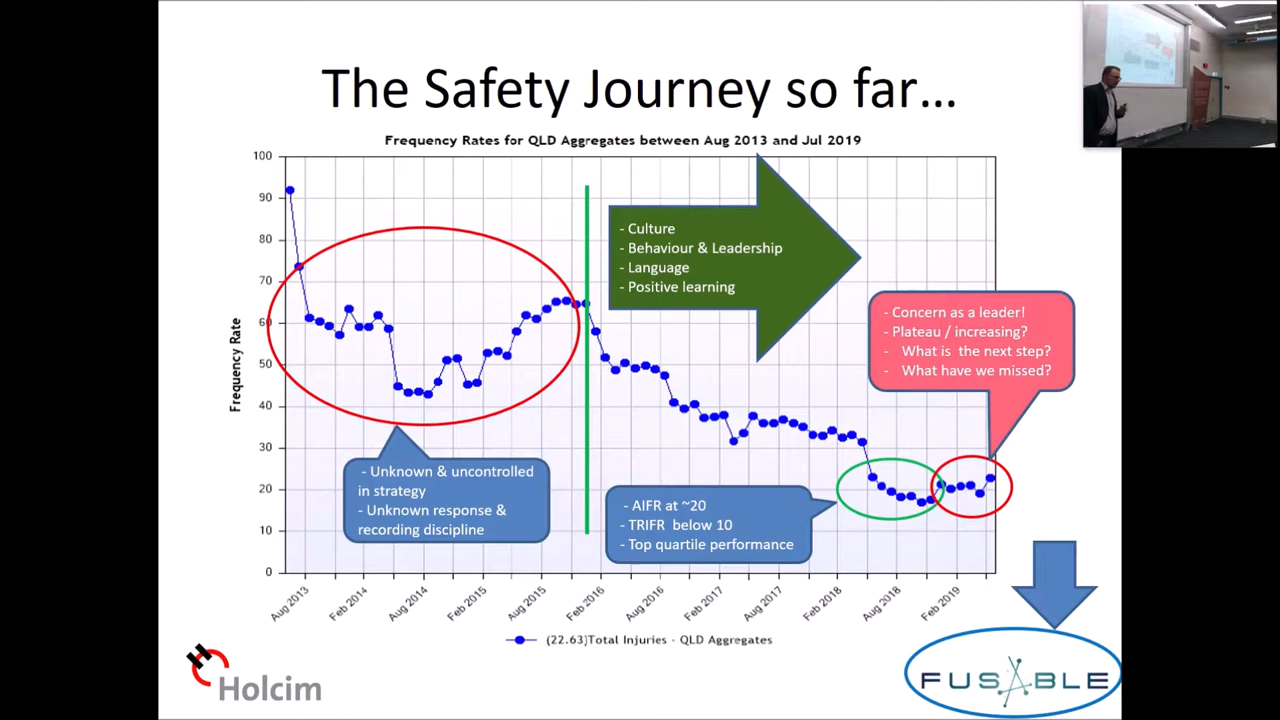 The Safety Journey so far...
Frequency Rates for QLD Aggregates between Aug 2013 and Jul 2019
100
90
80
70
60
50
40
30
20
10
0
Frequency Rate
- Culture
- Behaviour & Leadership
- Language
- Positive learning
- Concern as a leader!
- Plateau / increasing?
- What is the next step?
- What have we missed?
- Unknown & uncontrolled
in strategy
- Unknown response &
recording discipline
- AIFR at ~20
- TRIFR below 10
- Top quartile performance
Aug 2013
Feb 2014
Aug 2014
Feb 2015
Aug 2015
Feb 2016
Aug 2016
Feb 2017
Aug 2017
Feb 2018
Aug 2018
Feb 2019
(22.63)Total Injuries - QLD Aggregates
Holcim
FUSABLE